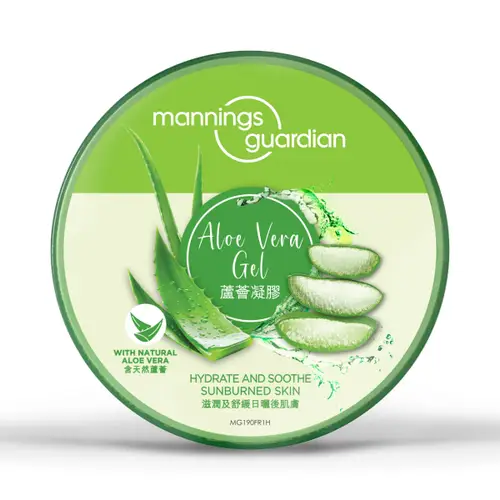 mannings
guardian
Aloe Vera
Gel
蘆薈凝膠
WITH NATURAL
ALOE VERA
含天然蘆薈
HYDRATE AND SOOTHE
SUNBURNED SKIN
滋潤及舒緩日曬後肌膚
MG190FR1H